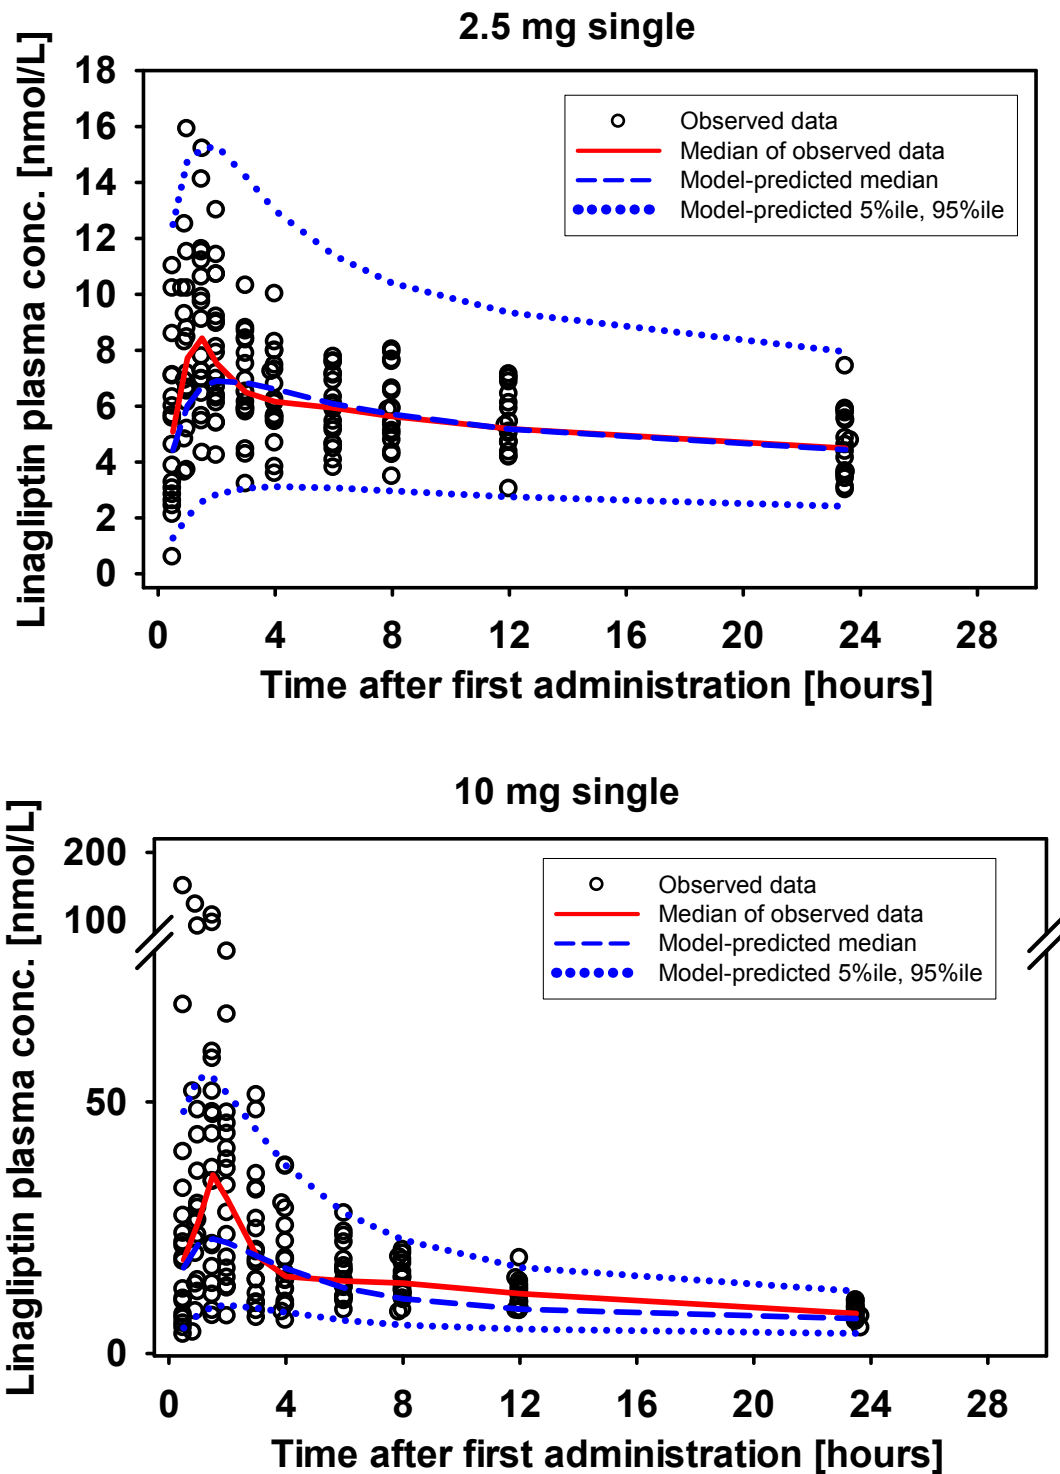 2.5 mg single
Linagliptin plasma conc. [nmol/L]
18
16
14
12
10
8
6
4
2
0
Observed data
Median of observed data
Model-predicted median
Model-predicted 5%ile, 95%ile
0 4 8 12 16 20 24 28
Time after first administration [hours]
10 mg single
Linagliptin plasma conc. [nmol/L]
200
100
50
0
Observed data
Median of observed data
Model-predicted median
Model-predicted 5%ile, 95%ile
0 4 8 12 16 20 24 28
Time after first administration [hours]